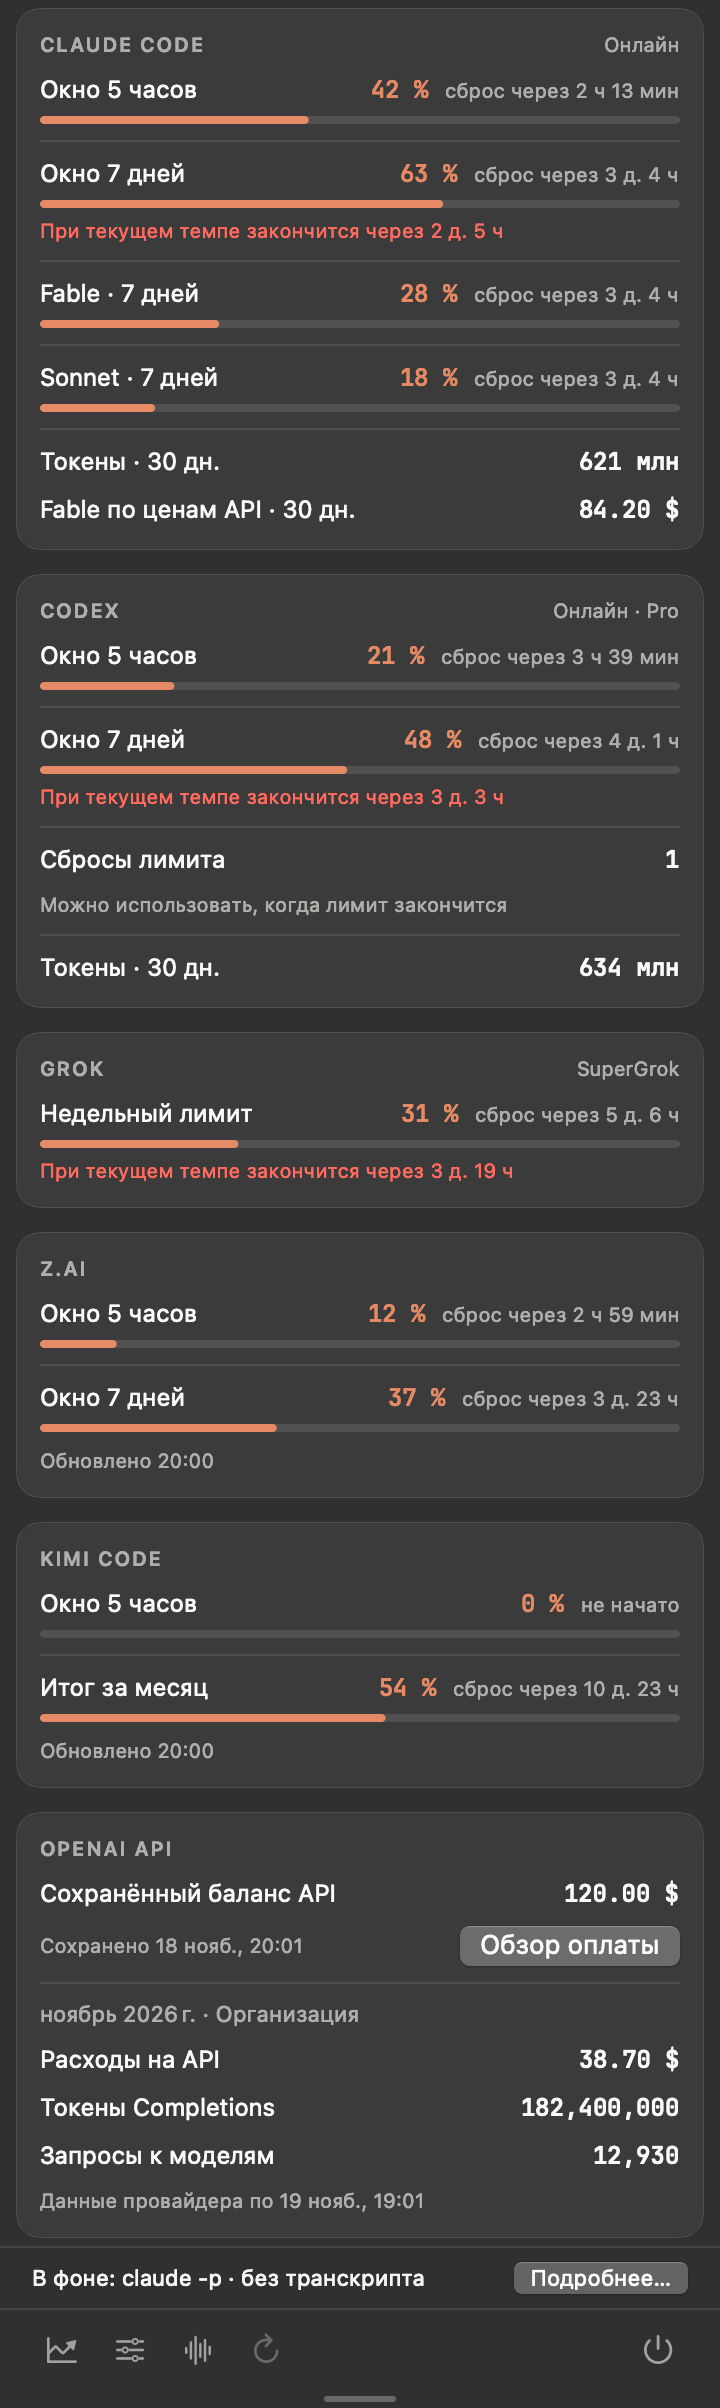 CLAUDE CODE Онлайн
Окно 5 часов 42 % сброс через 2 ч 13 мин
Окно 7 дней 63 % сброс через 3 д. 4 ч
При текущем темпе закончится через 2 д. 5 ч
Fable · 7 дней 28 % сброс через 3 д. 4 ч
Sonnet · 7 дней 18 % сброс через 3 д. 4 ч
Токены · 30 дн. 621 млн
Fable по ценам API · 30 дн. 84.20 $
CODEX Онлайн · Pro
Окно 5 часов 21 % сброс через 3 ч 39 мин
Окно 7 дней 48 % сброс через 4 д. 1 ч
При текущем темпе закончится через 3 д. 3 ч
Сбросы лимита 1
Можно использовать, когда лимит закончится
Токены · 30 дн. 634 млн
GROK SuperGrok
Недельный лимит 31 % сброс через 5 д. 6 ч
При текущем темпе закончится через 3 д. 19 ч
Z.AI
Окно 5 часов 12 % сброс через 2 ч 59 мин
Окно 7 дней 37 % сброс через 3 д. 23 ч
Обновлено 20:00
KIMI CODE
Окно 5 часов 0 % не начато
Итог за месяц 54 % сброс через 10 д. 23 ч
Обновлено 20:00
OPENAI API
Сохранённый баланс API 120.00 $
Сохранено 18 нояб., 20:01 Обзор оплаты
ноябрь 2026 г. · Организация
Расходы на API 38.70 $
Токены Completions 182,400,000
Запросы к моделям 12,930
Данные провайдера по 19 нояб., 19:01
В фоне: claude -p · без транскрипта Подробнее...